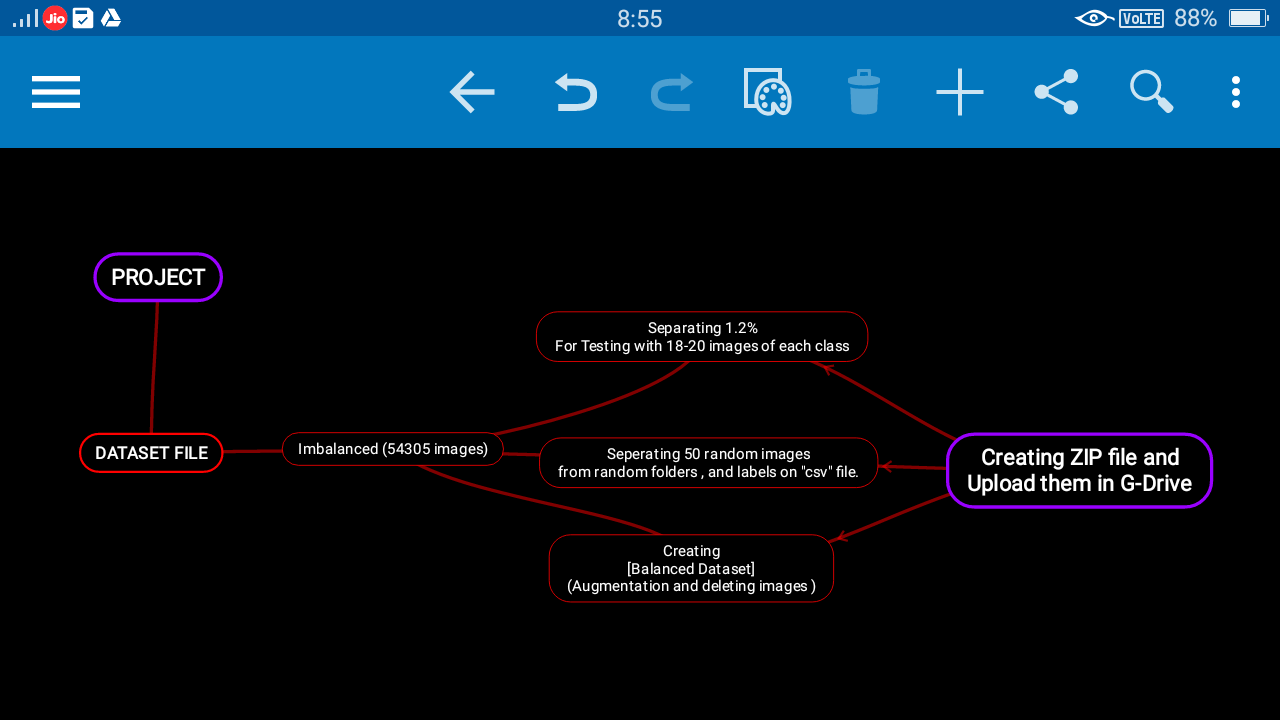 Jio
8:55
VoLTE
88%
PROJECT
DATASET FILE
Imbalanced (54305 images)
Separating 1.2%
For Testing with 18-20 images of each class
Seperating 50 random images
from random folders , and labels on "csv" file.
Creating
[Balanced Dataset]
(Augmentation and deleting images )
Creating ZIP file and
Upload them in G-Drive